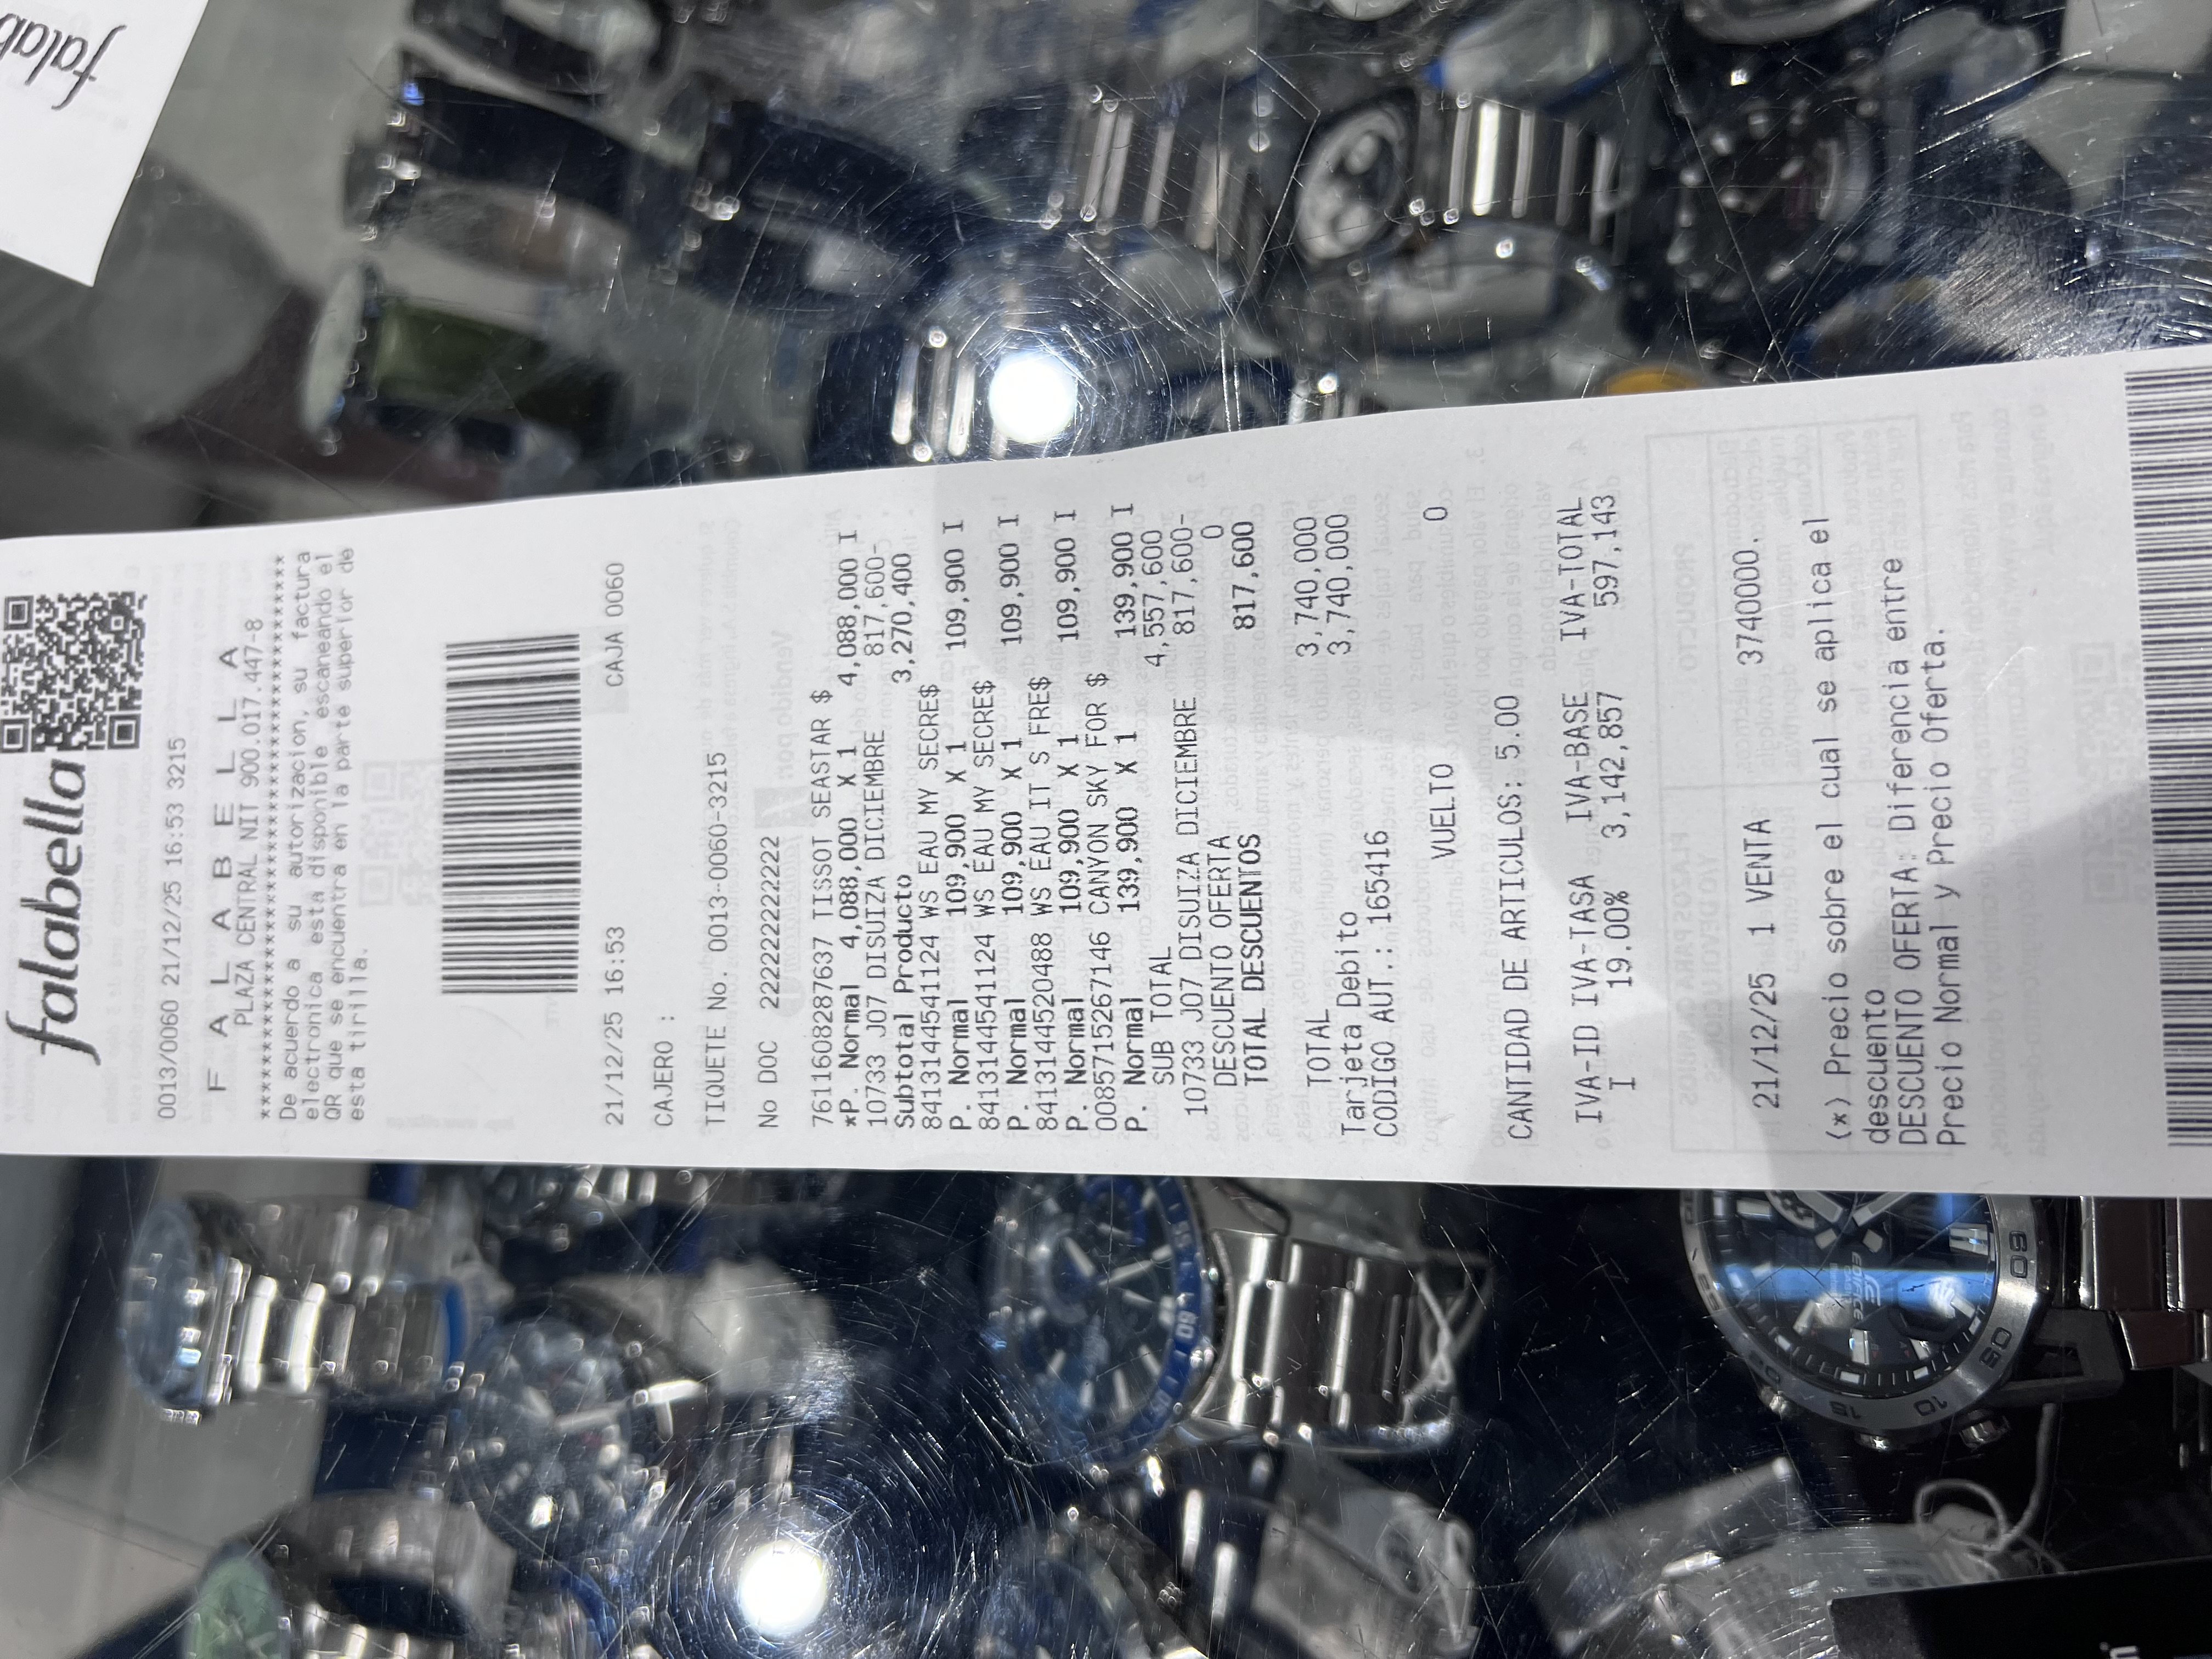 falabella
0013/0060 21/12/25 16:53 3215
F A L A B E L L A
PLAZA CENTRAL NIT 900.017.447-8
****************************************
De acuerdo a su autorizacion, su factura
electronica esta disponible escaneando el
QR que se encuentra en la parte superior de
esta tirilla.
21/12/25 16:53 CAJA 0060
CAJERO :
TIQUETE No. 0013-0060-3215
No DOC 222222222222
7611608287637 TISSOT SEASTAR $
*P. Normal 4,088,000 X 1 4,088,000 I
10733 J07 DISUIZA DICIEMBRE 817,600-
Subtotal Producto 3,270,400
8413144541124 WS EAU MY SECRE$
P. Normal 109,900 X 1 109,900 I
8413144541124 WS EAU MY SECRE$
P. Normal 109,900 X 1 109,900 I
8413144520488 WS EAU IT S FRE$
P. Normal 109,900 X 1 109,900 I
0085715267146 CANYON SKY FOR $
P. Normal 139,900 X 1 139,900 I
SUB TOTAL 4,557,600
10733 J07 DISUIZA DICIEMBRE 817,600-
DESCUENTO OFERTA 0
TOTAL DESCUENTOS 817,600
TOTAL 3,740,000
Tarjeta Debito 3,740,000
CODIGO AUT.: 165416
VUELTO 0
CANTIDAD DE ARTICULOS: 5.00
IVA-ID IVA-TASA IVA-BASE IVA-TOTAL
I 19.00% 3,142,857 597,143
21/12/25 1 VENTA 3740000.
(*) Precio sobre el cual se aplica el
descuento
DESCUENTO OFERTA: Diferencia entre
Precio Normal y Precio Oferta.